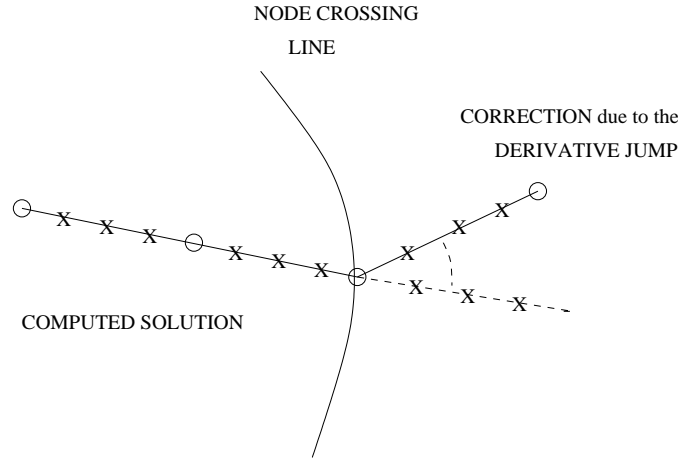 NODE CROSSING
LINE
CORRECTION due to the
DERIVATIVE JUMP
X X X X X X X X X X X X
COMPUTED SOLUTION